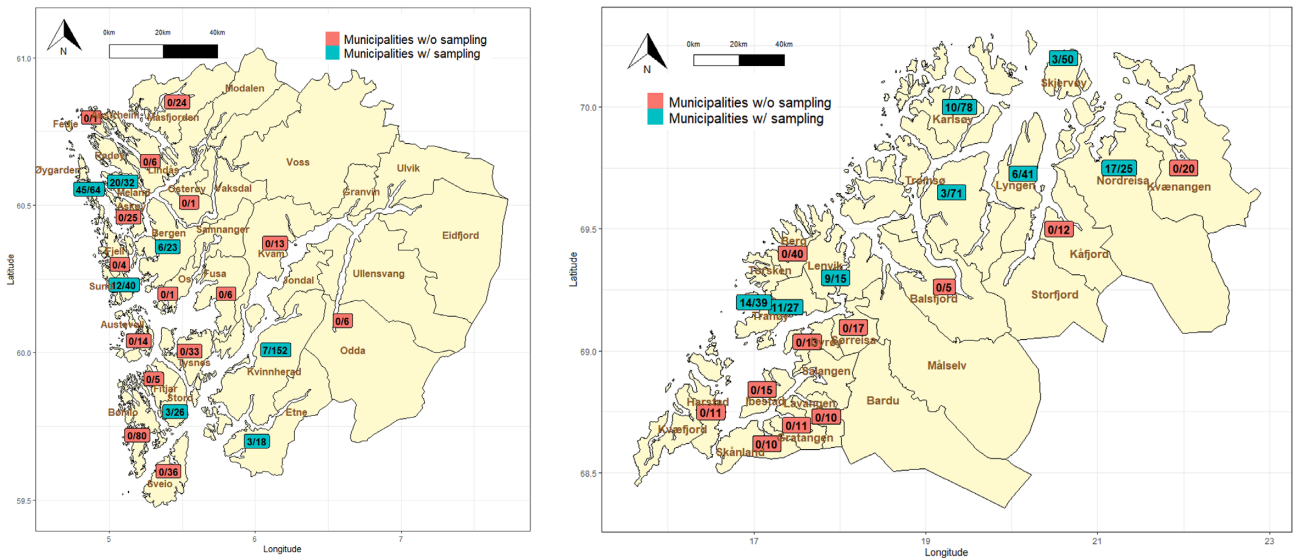 61.0
60.5
60.0
59.5
Latitude
5
6
7
Longitude
N
0km
20km
40km
Municipalities w/o sampling
Municipalities w/ sampling
Modalen
0/24
Masfjorden
0/1
Fedje
Radøy
0/6
Lindås
Øygarden
20/32
45/64
Meland
Osterøy
Vaksdal
0/1
Voss
Ulvik
Granvin
Askøy
0/25
Bergen
6/23
Samnanger
0/13
Kvam
Eidfjord
Fjell
0/4
12/40
Os
Fusa
0/1
0/6
Jondal
Ullensvang
0/6
Austevoll
0/14
0/33
Tysnes
7/152
Kvinnherad
Odda
0/5
Fitjar
Stord
3/26
Bømlo
Etne
0/80
3/18
0/36
Sveio
70.0
69.5
69.0
68.5
Latitude
17
19
21
23
Longitude
N
0km
20km
40km
Municipalities w/o sampling
Municipalities w/ sampling
3/50
Skjervøy
10/78
Karlsøy
Tromsø
3/71
6/41
Lyngen
17/25
Nordreisa
0/20
Kvænangen
0/12
Kåfjord
Berg
0/40
Torsken
Lenvik
9/15
0/5
Balsfjord
Storfjord
14/39
11/27
Tranøy
0/17
Sørreisa
0/13
Dyrøy
Salangen
Målselv
Bardu
0/15
Ibestad
Lavangen
0/10
Harstad
0/11
Kvæfjord
0/11
Gratangen
0/10
Skånland